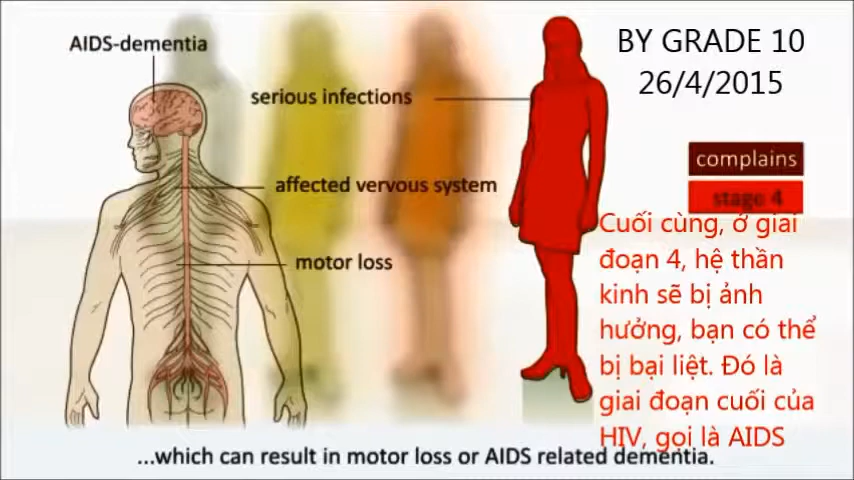 AIDS-dementia
serious infections
affected vervous system
motor loss
BY GRADE 10
26/4/2015
complains
stage 4
Cuối cùng, ở giai
đoạn 4, hệ thần
kinh sẽ bị ảnh
hưởng, bạn có thể
bị bại liệt. Đó là
giai đoạn cuối của
HIV, gọi là AIDS
...which can result in motor loss or AIDS related dementia.